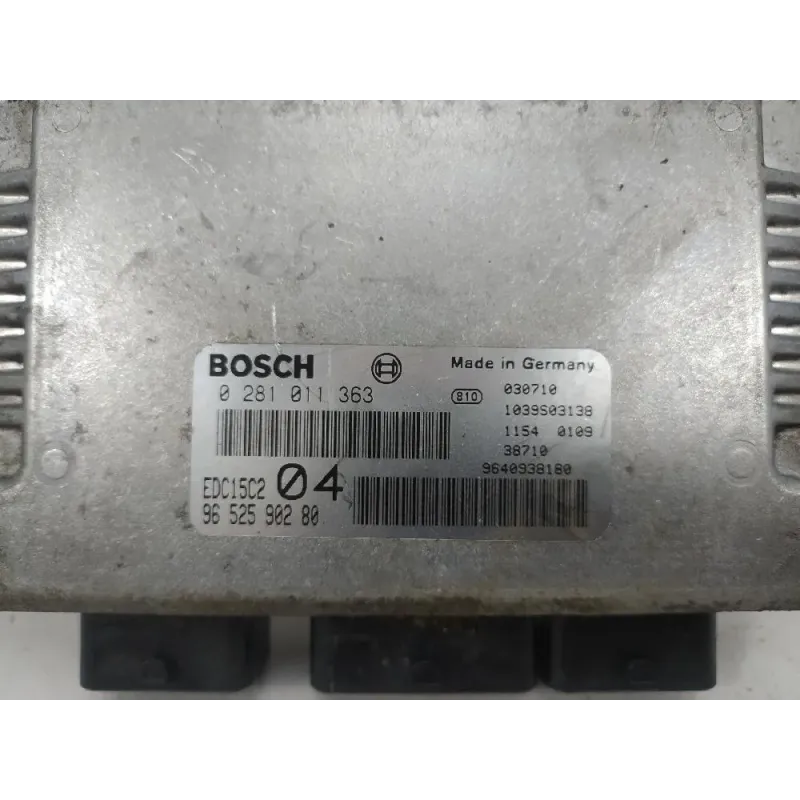 BOSCH
Made in Germany
0 281 011 363
810
030710
1039S03138
1154 0109
38710
9640938180
EDC15C2 04
96 525 902 80